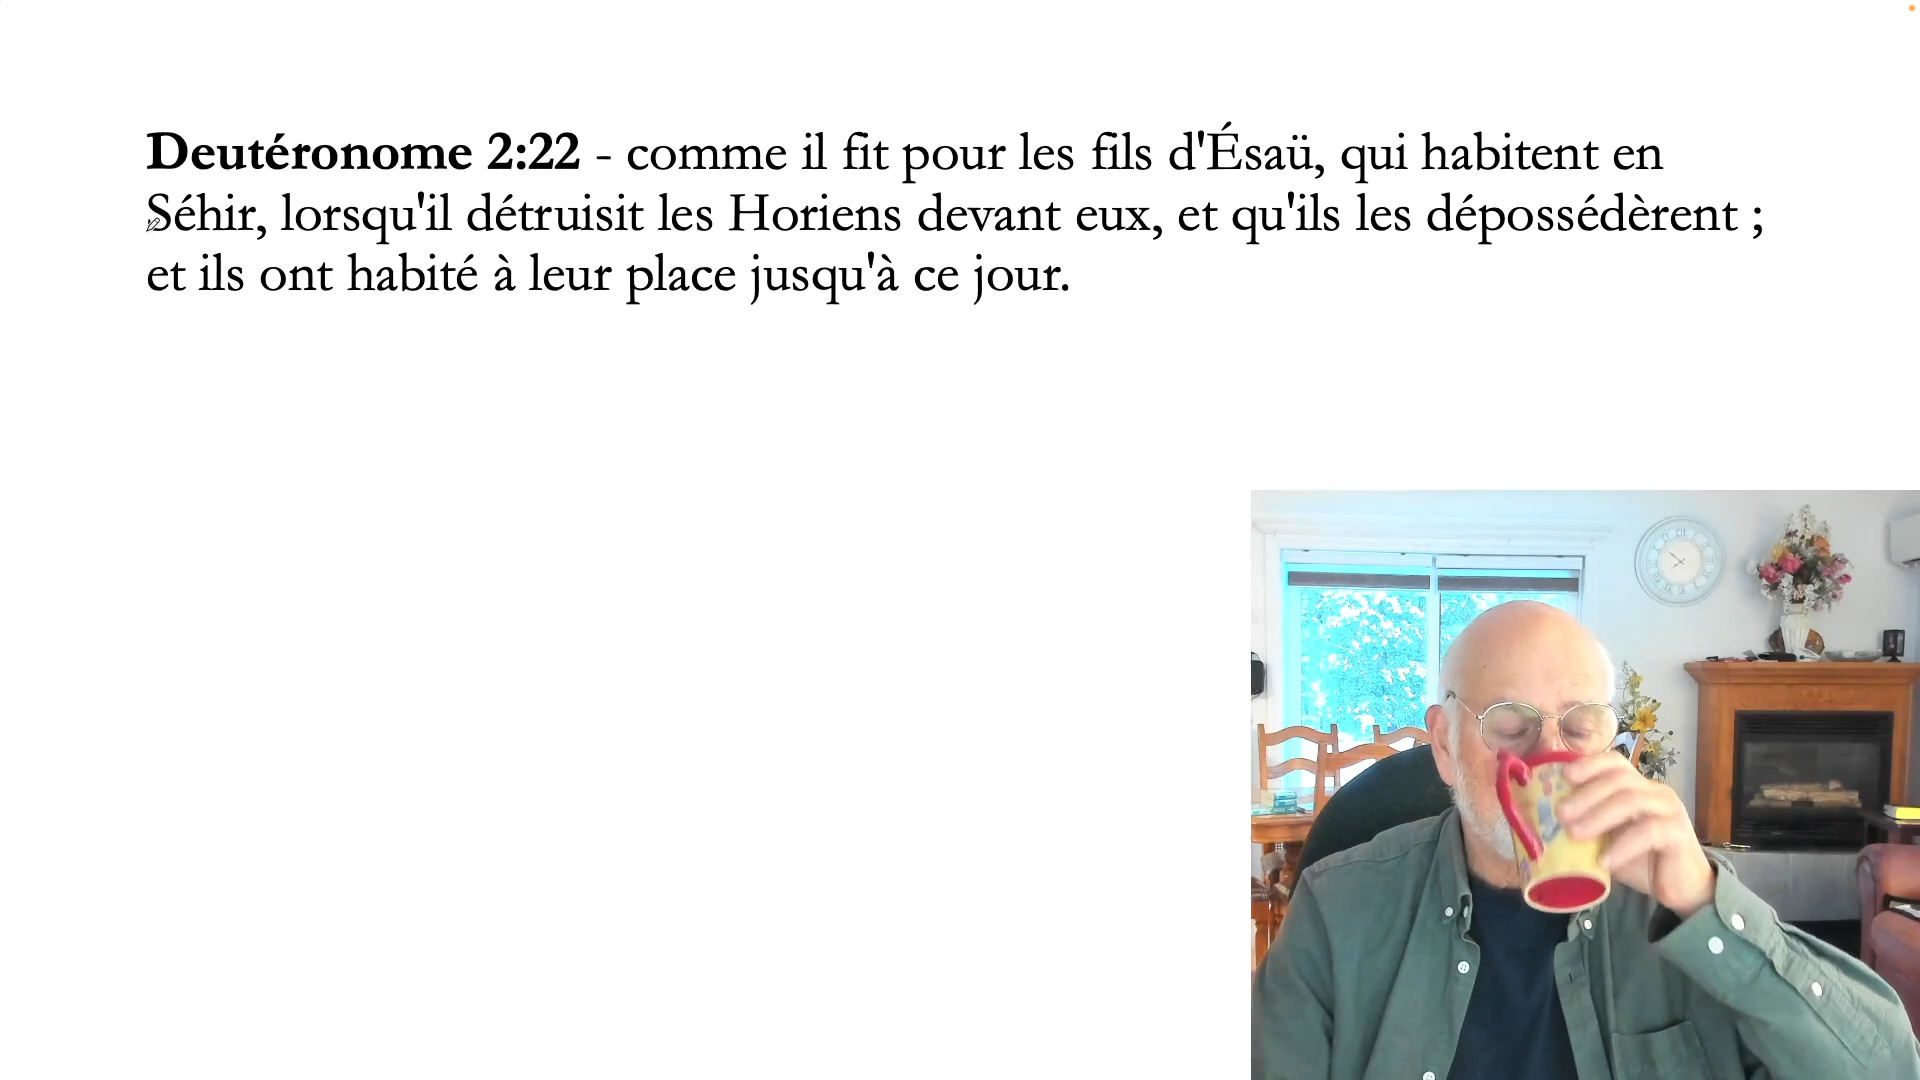 Deutéronome 2:22 - comme il fit pour les fils d'Ésaü, qui habitent en
Séhir, lorsqu'il détruisit les Horiens devant eux, et qu'ils les dépossédèrent ;
et ils ont habité à leur place jusqu'à ce jour.